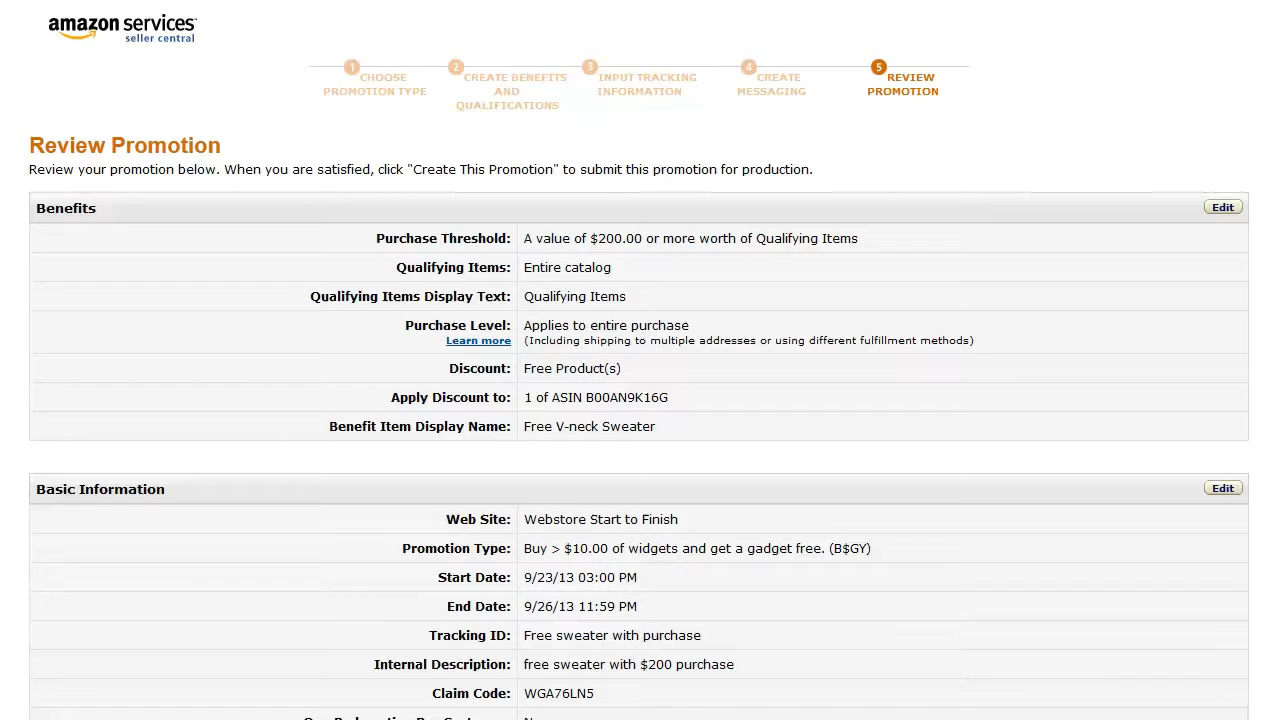 amazon services
seller central
1 CHOOSE PROMOTION TYPE
2 CREATE BENEFITS AND QUALIFICATIONS
3 INPUT TRACKING INFORMATION
4 CREATE MESSAGING
5 REVIEW PROMOTION
Review Promotion
Review your promotion below. When you are satisfied, click "Create This Promotion" to submit this promotion for production.
Benefits Edit
Purchase Threshold: A value of $200.00 or more worth of Qualifying Items
Qualifying Items: Entire catalog
Qualifying Items Display Text: Qualifying Items
Purchase Level: Applies to entire purchase
Learn more (Including shipping to multiple addresses or using different fulfillment methods)
Discount: Free Product(s)
Apply Discount to: 1 of ASIN B00AN9K16G
Benefit Item Display Name: Free V-neck Sweater
Basic Information Edit
Web Site: Webstore Start to Finish
Promotion Type: Buy > $10.00 of widgets and get a gadget free. (B$GY)
Start Date: 9/23/13 03:00 PM
End Date: 9/26/13 11:59 PM
Tracking ID: Free sweater with purchase
Internal Description: free sweater with $200 purchase
Claim Code: WGA76LN5